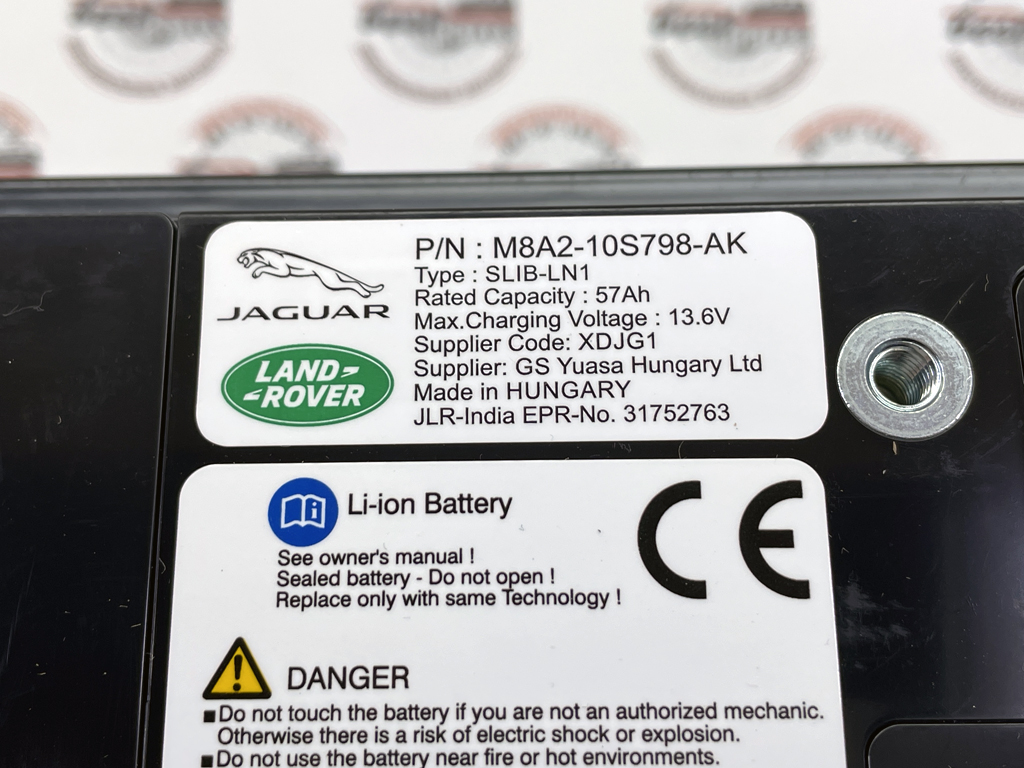 JAGUAR
LAND-
-ROVER
P/N : M8A2-10S798-AK
Type : SLIB-LN1
Rated Capacity : 57Ah
Max.Charging Voltage : 13.6V
Supplier Code: XDJG1
Supplier: GS Yuasa Hungary Ltd
Made in HUNGARY
JLR-India EPR-No. 31752763
Li-ion Battery
CE
See owner's manual !
Sealed battery - Do not open !
Replace only with same Technology !
DANGER
■Do not touch the battery if you are not an authorized mechanic.
Otherwise there is a risk of electric shock or explosion.
■Do not use the battery near fire or hot environments.